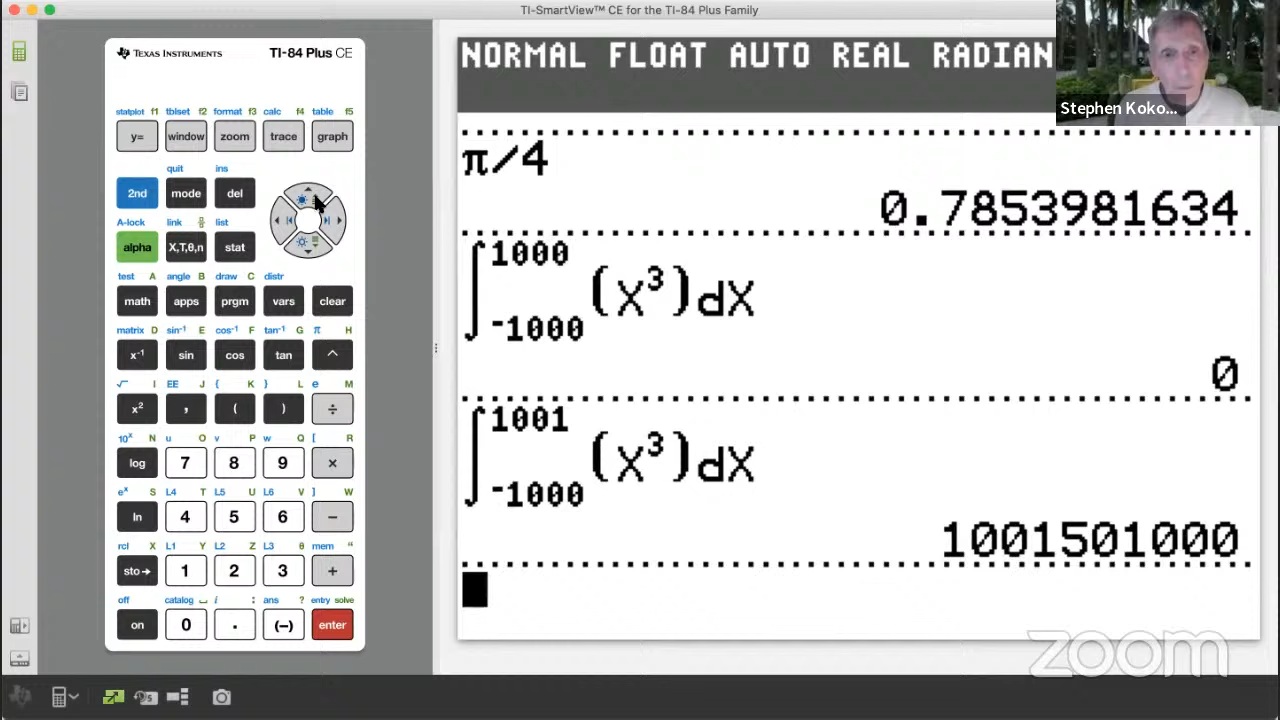 TI-SmartView™ CE for the TI-84 Plus Family
TEXAS INSTRUMENTS TI-84 Plus CE
statplot f1 tblset f2 format f3 calc f4 table f5
y= window zoom trace graph
quit ins
2nd mode del
A-lock link list
alpha X,T,θ,n stat
test A angle B draw C distr
math apps prgm vars clear
matrix D sin⁻¹ E cos⁻¹ F tan⁻¹ G π H
x⁻¹ sin cos tan ^
√‾ I EE J { K } L e M
x² , ( ) ÷
10ˣ N u O v P w Q [ R
log 7 8 9 ×
eˣ S L4 T L5 U L6 V ] W
ln 4 5 6 −
rcl X L1 Y L2 Z L3 θ mem "
sto→ 1 2 3 +
off catalog ⎵ i : ans ? entry solve
on 0 . (−) enter
NORMAL FLOAT AUTO REAL RADIAN
π/4
0.7853981634
∫ 1000 -1000 (X³)dX
0
∫ 1001 -1000 (X³)dX
1001501000
Stephen Koko...
zoom